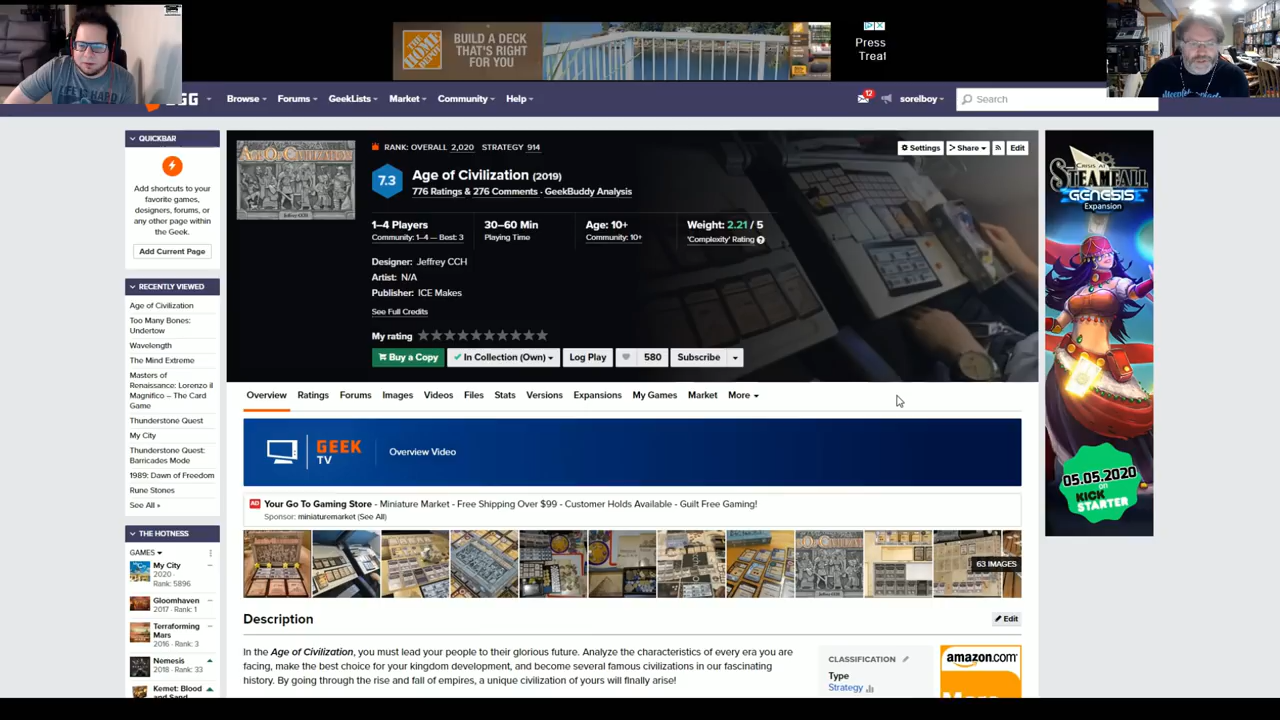 BUILD A DECK
THAT'S RIGHT
FOR YOU
Press
Treat
Browse Forums GeekLists Market Community Help
12
sorelboy
Search
QUICKBAR
Add shortcuts to your
favorite games,
designers, forums, or
any other page within
the Geek.
Add Current Page
RECENTLY VIEWED
Age of Civilization
Too Many Bones:
Undertow
Wavelength
The Mind Extreme
Masters of
Renaissance: Lorenzo il
Magnifico – The Card
Game
Thunderstone Quest
My City
Thunderstone Quest:
Barricades Mode
1989: Dawn of Freedom
Rune Stones
See All »
THE HOTNESS
GAMES
My City
2020 ·
Rank: 5896
Gloomhaven
2017 · Rank: 1
Terraforming
Mars
2016 · Rank: 3
Nemesis
2018 · Rank: 33
Kemet: Blood
and Sand
AGE OF CIVILIZATION
Jeffrey CCH
RANK: OVERALL 2,020 STRATEGY 914
Settings Share Edit
7.3
Age of Civilization (2019)
776 Ratings & 276 Comments · GeekBuddy Analysis
1–4 Players 30–60 Min Age: 10+ Weight: 2.21 / 5
Community: 1–4 — Best: 3 Playing Time Community: 10+ 'Complexity' Rating
Designer: Jeffrey CCH
Artist: N/A
Publisher: ICE Makes
See Full Credits
My rating
Buy a Copy In Collection (Own) Log Play 580 Subscribe
Overview Ratings Forums Images Videos Files Stats Versions Expansions My Games Market More
GEEK
TV
Overview Video
AD Your Go To Gaming Store - Miniature Market - Free Shipping Over $99 - Customer Holds Available - Guilt Free Gaming!
Sponsor: miniaturemarket (See All)
63 IMAGES
Description
Edit
In the Age of Civilization, you must lead your people to their glorious future. Analyze the characteristics of every era you are
facing, make the best choice for your kingdom development, and become several famous civilizations in our fascinating
history. By going through the rise and fall of empires, a unique civilization of yours will finally arise!
CLASSIFICATION
Type
Strategy
amazon.com
CRISIS AT
STEAMFALL
GENESIS
Expansion
05.05.2020
on
KICK
STARTER